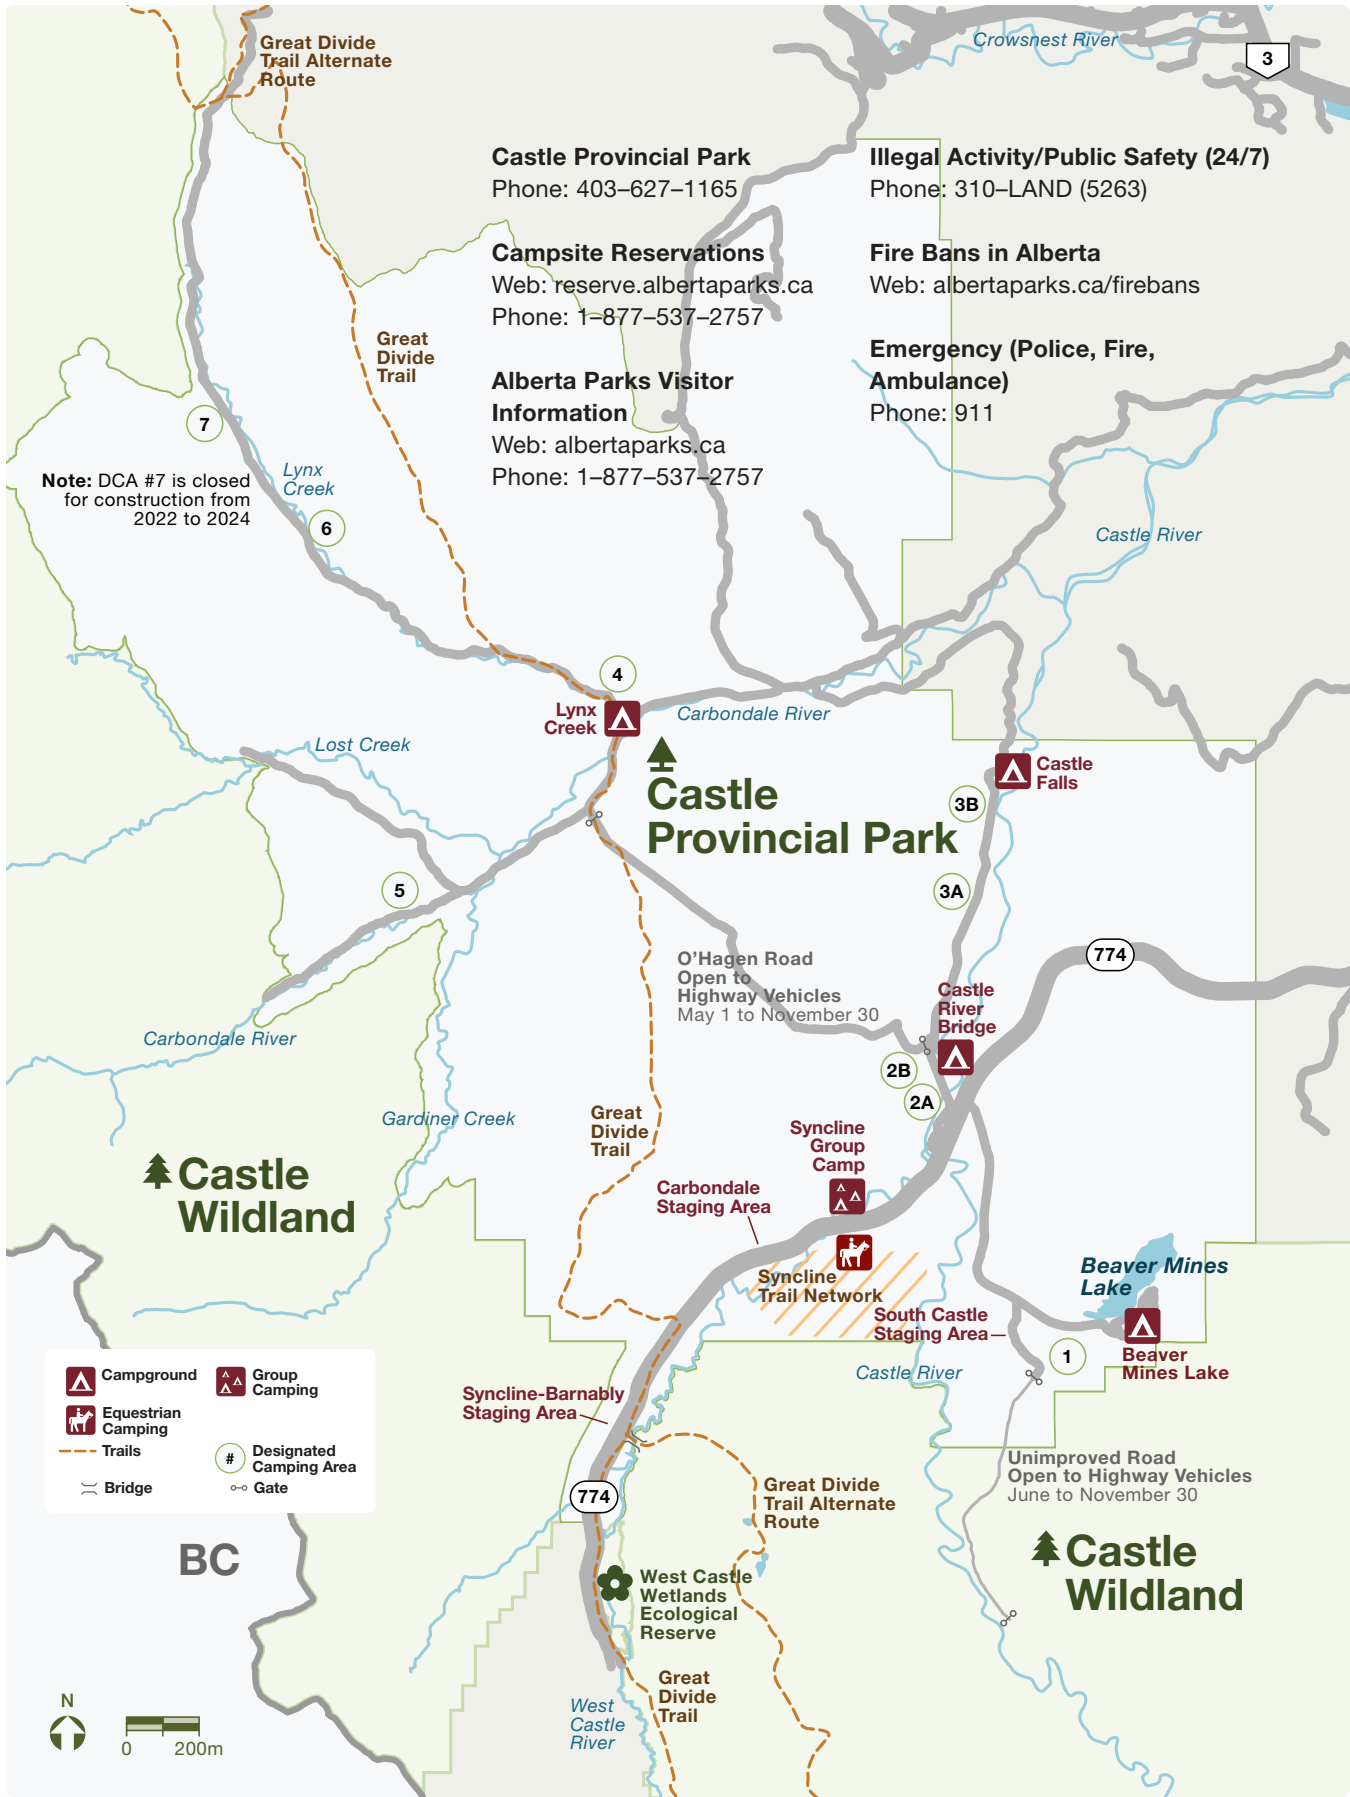 Great Divide
Trail Alternate
Route
Crowsnest River
3
Castle Provincial Park
Phone: 403–627–1165
Campsite Reservations
Web: reserve.albertaparks.ca
Phone: 1–877–537–2757
Alberta Parks Visitor
Information
Web: albertaparks.ca
Phone: 1–877–537–2757
Illegal Activity/Public Safety (24/7)
Phone: 310–LAND (5263)
Fire Bans in Alberta
Web: albertaparks.ca/firebans
Emergency (Police, Fire,
Ambulance)
Phone: 911
Great
Divide
Trail
7
Note: DCA #7 is closed
for construction from
2022 to 2024
Lynx
Creek
6
Castle River
4
Lynx
Creek
Carbondale River
Lost Creek
Castle
Provincial Park
Castle
Falls
3B
3A
5
774
O'Hagen Road
Open to
Highway Vehicles
May 1 to November 30
Castle
River
Bridge
Carbondale River
2B
2A
Gardiner Creek
Great
Divide
Trail
Syncline
Group
Camp
Castle
Wildland
Carbondale
Staging Area
Syncline
Trail Network
Beaver Mines
Lake
South Castle
Staging Area
1
Beaver
Mines Lake
Castle River
Campground
Group
Camping
Equestrian
Camping
Trails
#
Designated
Camping Area
Bridge
Gate
Syncline-Barnably
Staging Area
774
Unimproved Road
Open to Highway Vehicles
June to November 30
Great Divide
Trail Alternate
Route
BC
Castle
Wildland
West Castle
Wetlands
Ecological
Reserve
Great
Divide
Trail
West
Castle
River
N
0 200m